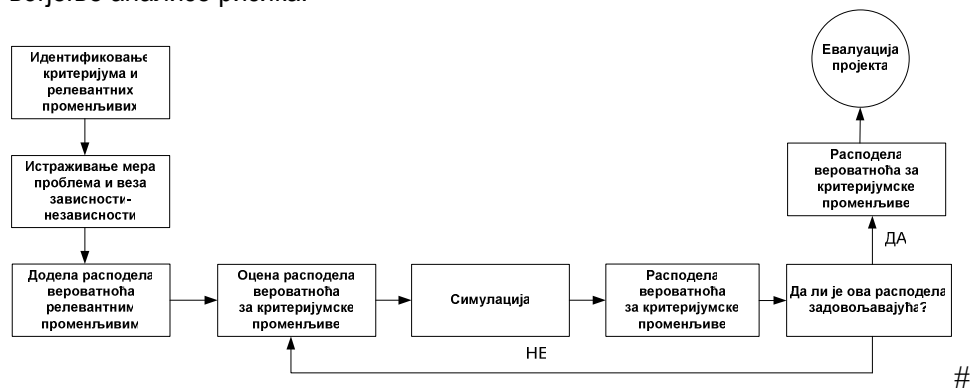 Идентификовање
критеријума и
релевантних
променљивих
Истраживање мера
проблема и веза
зависности-
независности
Додела расподела
вероватноћа
релевантним
променљивим
Оцена расподела
вероватноћа
за критеријумске
променљиве
Симулација
Расподела
вероватноћа
за критеријумске
променљиве
Да ли је ова расподела
задовољавајућа?
НЕ
ДА
Расподела
вероватноћа за
критеријумске
променљиве
Евалуација
пројекта
#